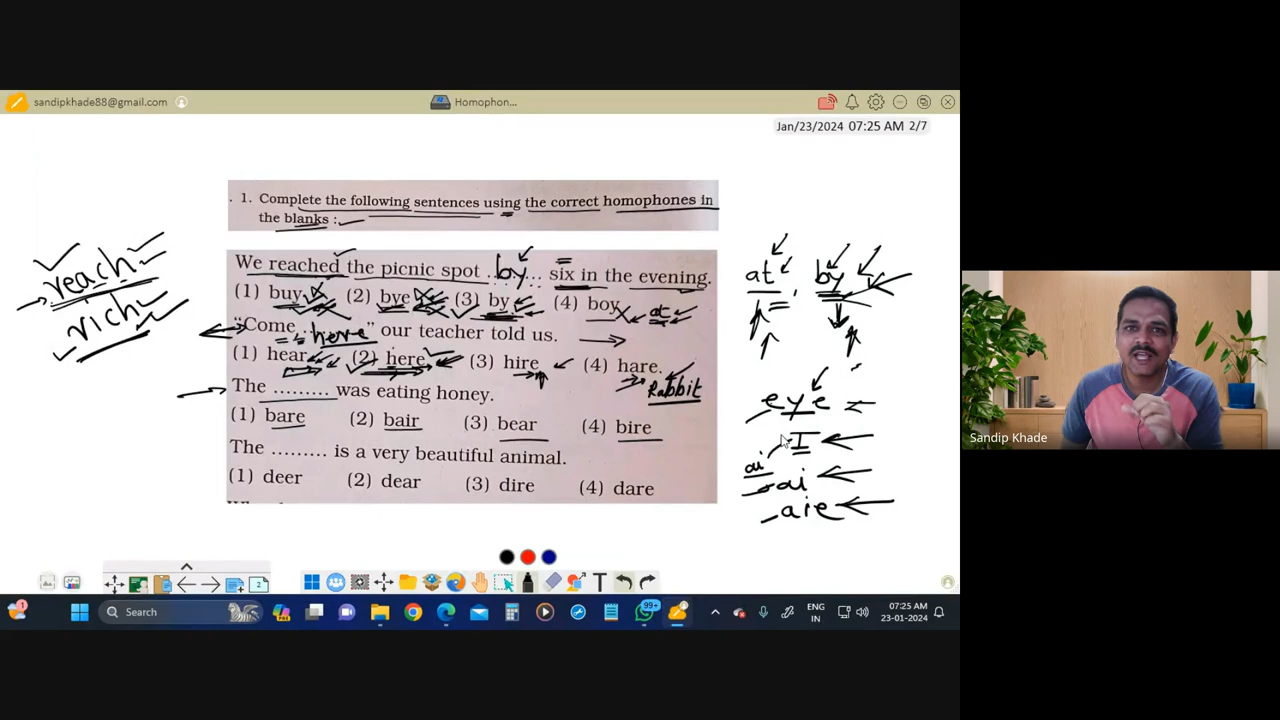 sandipkhade88@gmail.com
Homophon...
Jan/23/2024 07:25 AM 2/7
1. Complete the following sentences using the correct homophones in
the blanks :
We reached the picnic spot ...by... six in the evening.
(1) buy (2) bye (3) by (4) boy
at
"Come ..here.." our teacher told us.
(1) hear (2) here (3) hire (4) hare.
Rabbit
The ......... was eating honey.
(1) bare (2) bair (3) bear (4) bire
The ......... is a very beautiful animal.
(1) deer (2) dear (3) dire (4) dare
reach
rich
at, by
eye
I
ai
ai
aie
Sandip Khade
2
T
Search
99+
ENG
IN
07:25 AM
23-01-2024